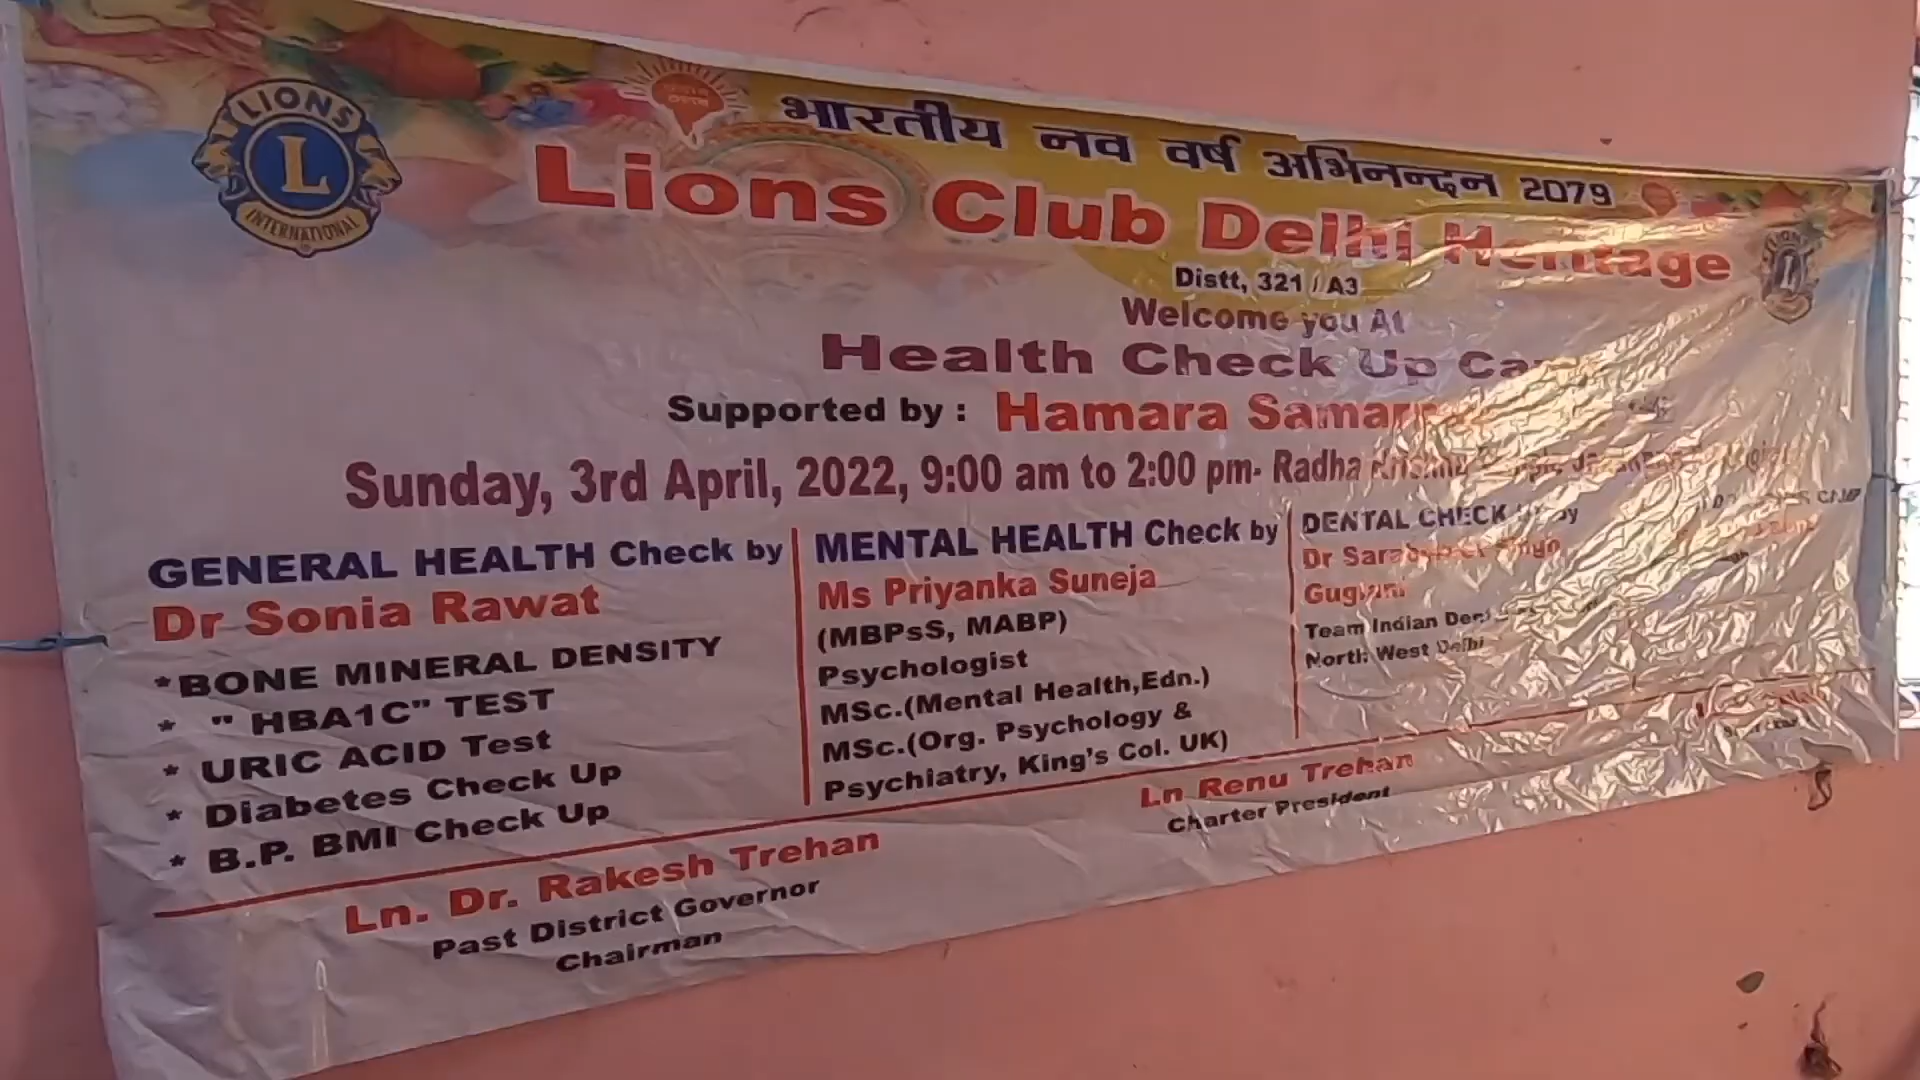 LIONS
L
INTERNATIONAL
भारतीय नव वर्ष अभिनन्दन 2079
Lions Club Delhi Heritage
Distt, 321 / A3
Welcome you At
Health Check Up
Supported by : Hamara
Sunday, 3rd April, 2022, 9:00 am to 2:00 pm- Radha
GENERAL HEALTH Check by
Dr Sonia Rawat
*BONE MINERAL DENSITY
* " HBA1C" TEST
* URIC ACID Test
* Diabetes Check Up
* B.P. BMI Check Up
MENTAL HEALTH Check by
Ms Priyanka Suneja
(MBPsS, MABP)
Psychologist
MSc.(Mental Health,Edn.)
MSc.(Org. Psychology &
Psychiatry, King's Col. UK)
DENTAL CHECK
Dr
Team Indian
North West Delhi
Ln. Dr. Rakesh Trehan
Past District Governor
Chairman
Ln Renu Trehan
Charter President